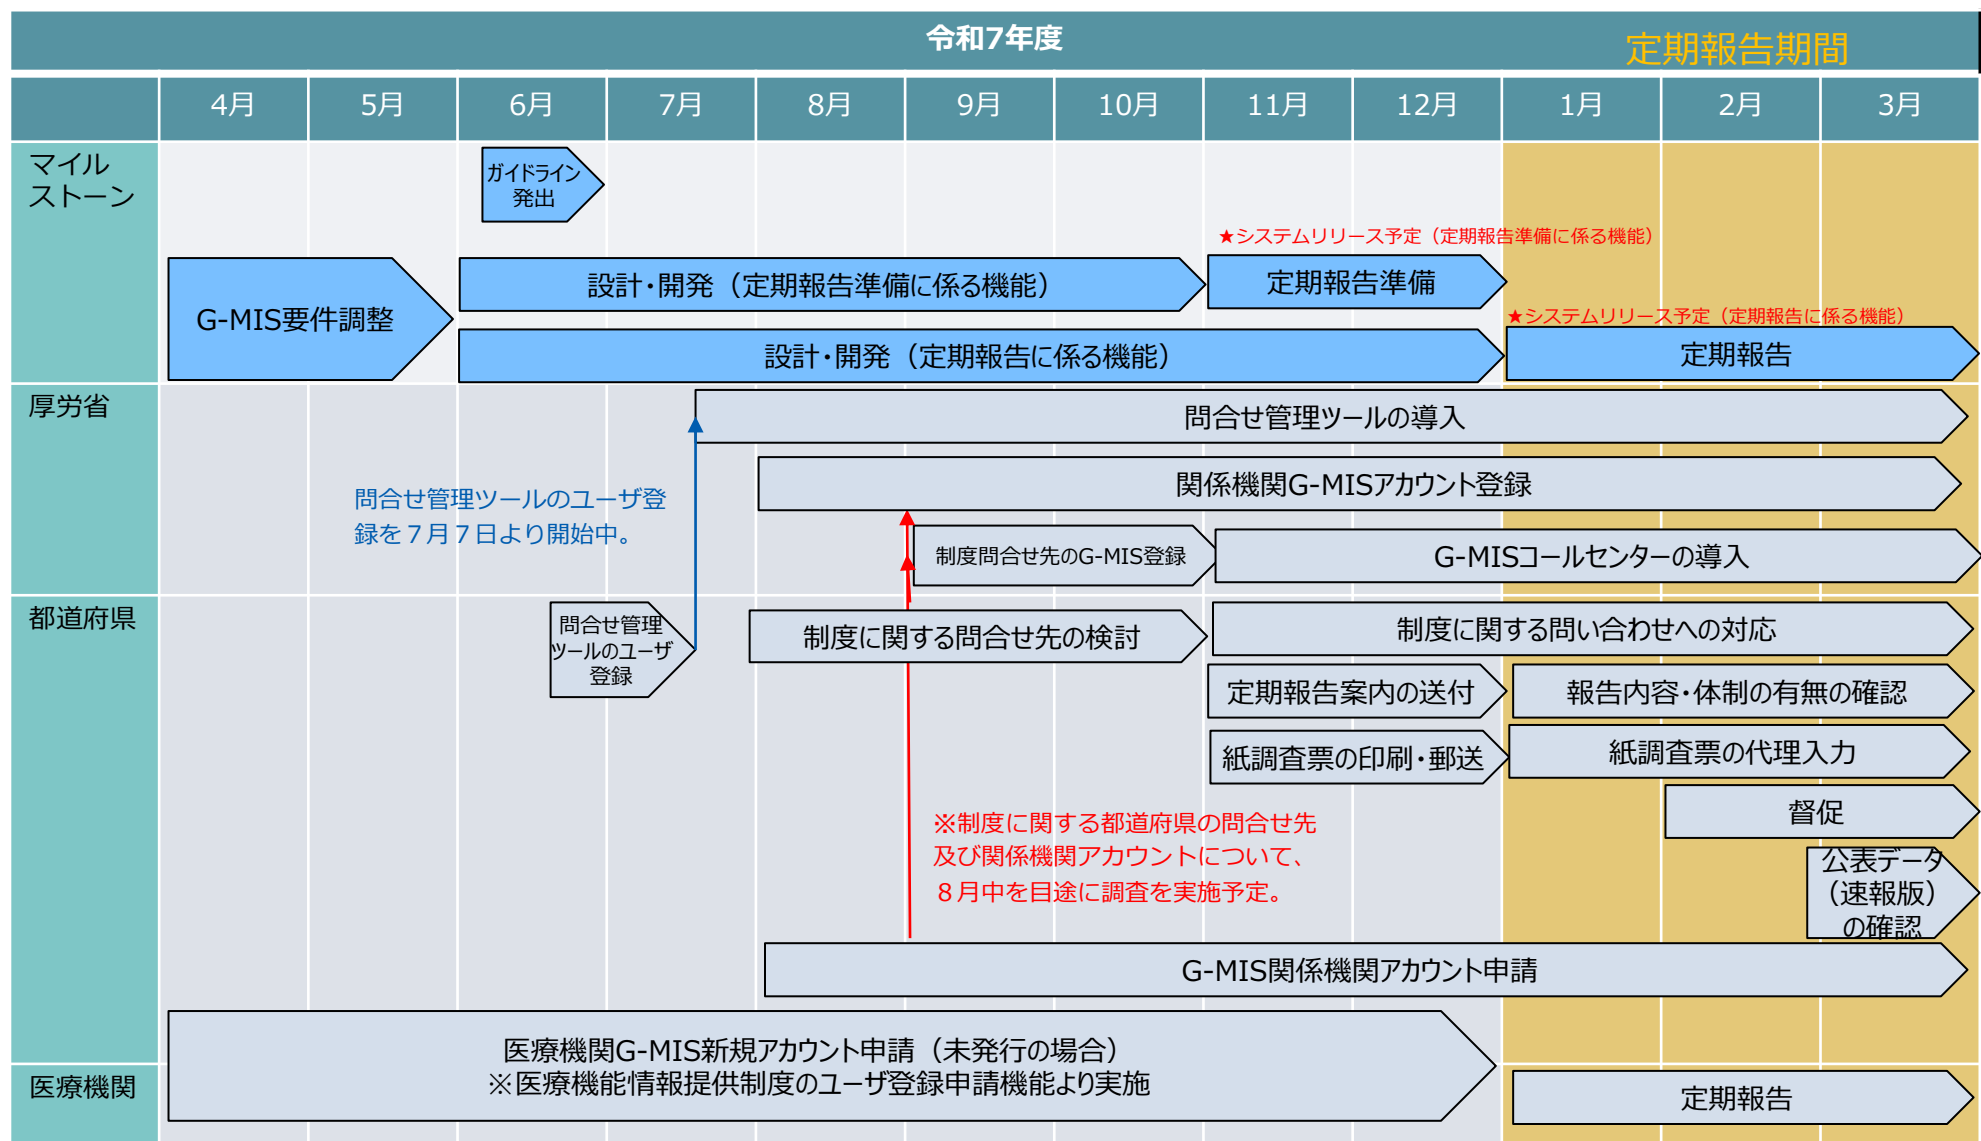 令和7年度
定期報告期間
4月
5月
6月
7月
8月
9月
10月
11月
12月
1月
2月
3月
マイル
ストーン
ガイドライン
発出
★システムリリース予定（定期報告準備に係る機能）
G-MIS要件調整
設計・開発（定期報告準備に係る機能）
定期報告準備
★システムリリース予定（定期報告に係る機能）
設計・開発（定期報告に係る機能）
定期報告
厚労省
問合せ管理ツールの導入
関係機関G-MISアカウント登録
問合せ管理ツールのユーザ登
録を７月７日より開始中。
制度問合せ先のG-MIS登録
G-MISコールセンターの導入
都道府県
問合せ管理
ツールのユーザ
登録
制度に関する問合せ先の検討
制度に関する問い合わせへの対応
定期報告案内の送付
報告内容・体制の有無の確認
紙調査票の印刷・郵送
紙調査票の代理入力
督促
※制度に関する都道府県の問合せ先
及び関係機関アカウントについて、
８月中を目途に調査を実施予定。
公表データ
（速報版）
の確認
G-MIS関係機関アカウント申請
医療機関G-MIS新規アカウント申請（未発行の場合）
※医療機能情報提供制度のユーザ登録申請機能より実施
医療機関
定期報告